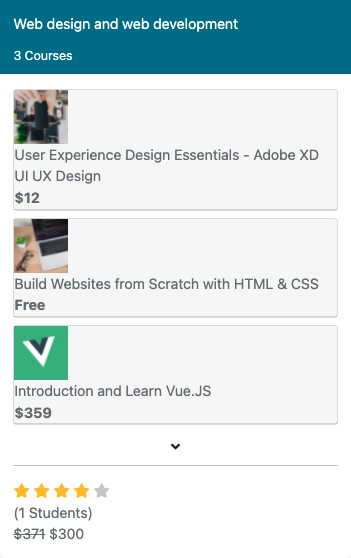 Web design and web development
3 Courses
User Experience Design Essentials - Adobe XD
UI UX Design
$12
Build Websites from Scratch with HTML & CSS
Free
Introduction and Learn Vue.JS
$359
(1 Students)
$371 $300